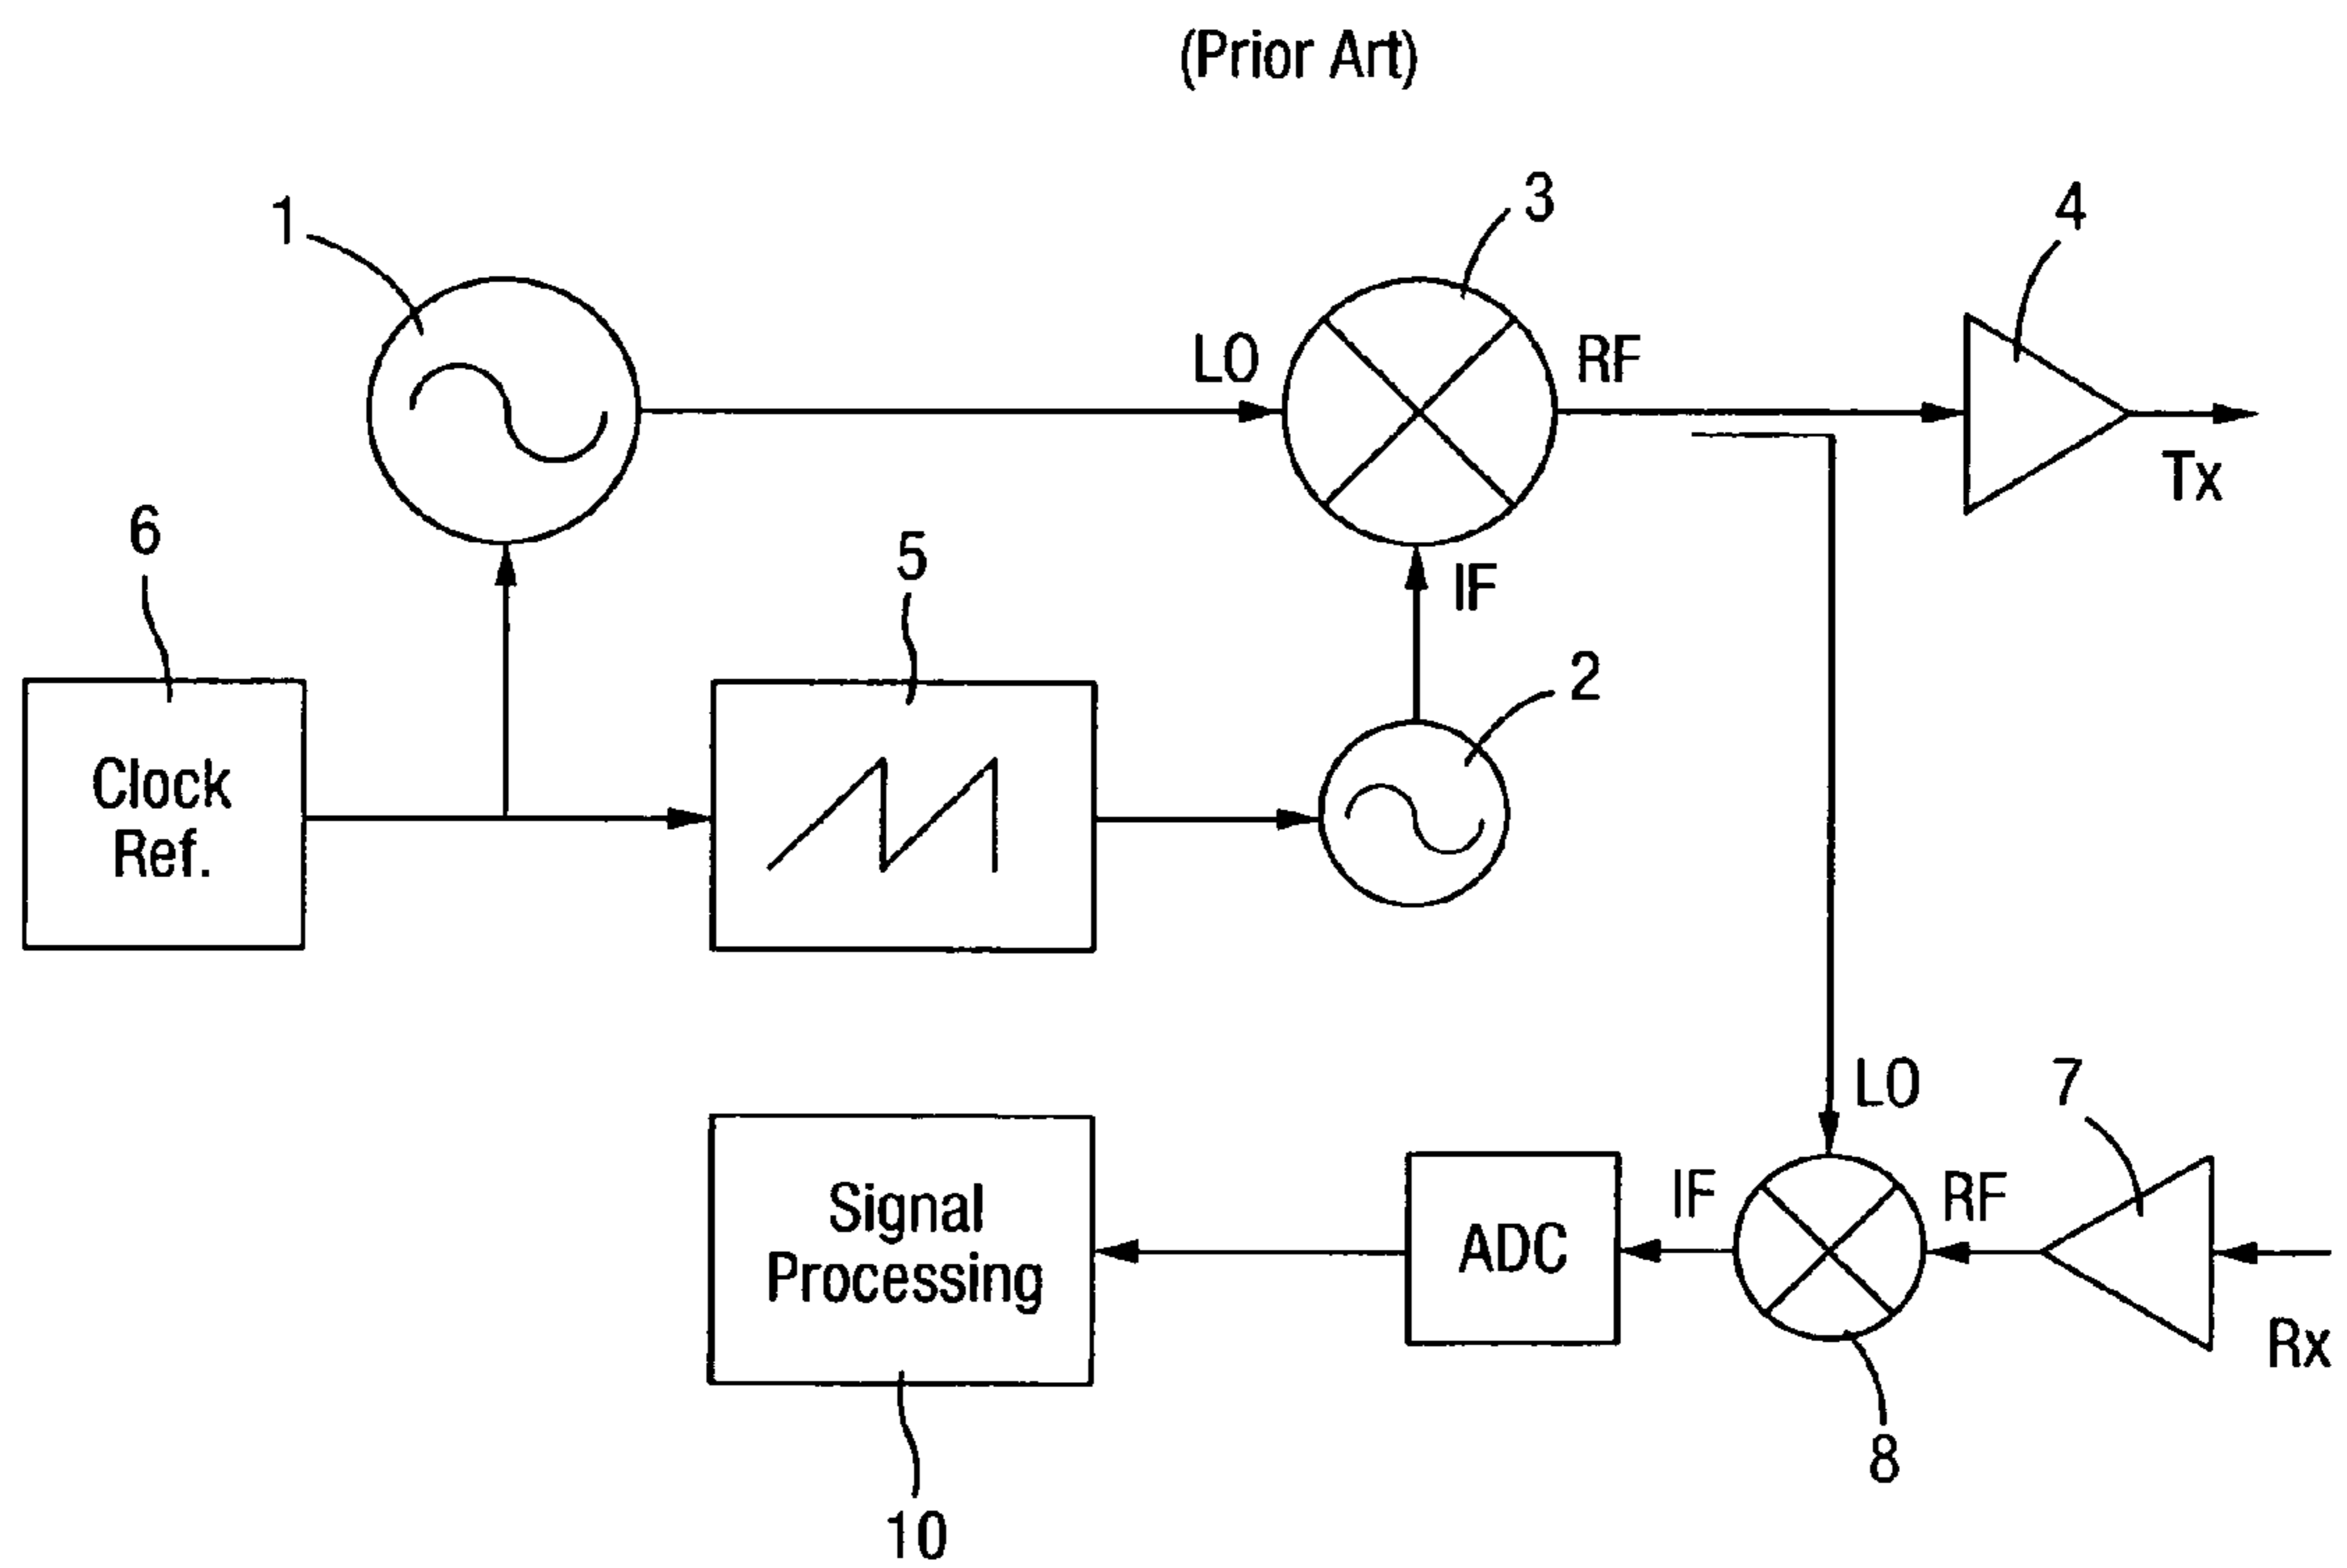 (Prior Art)
1
3
4
LO
RF
Tx
6
5
IF
2
Clock
Ref.
LO
7
IF
RF
Signal
Processing
ADC
Rx
8
10